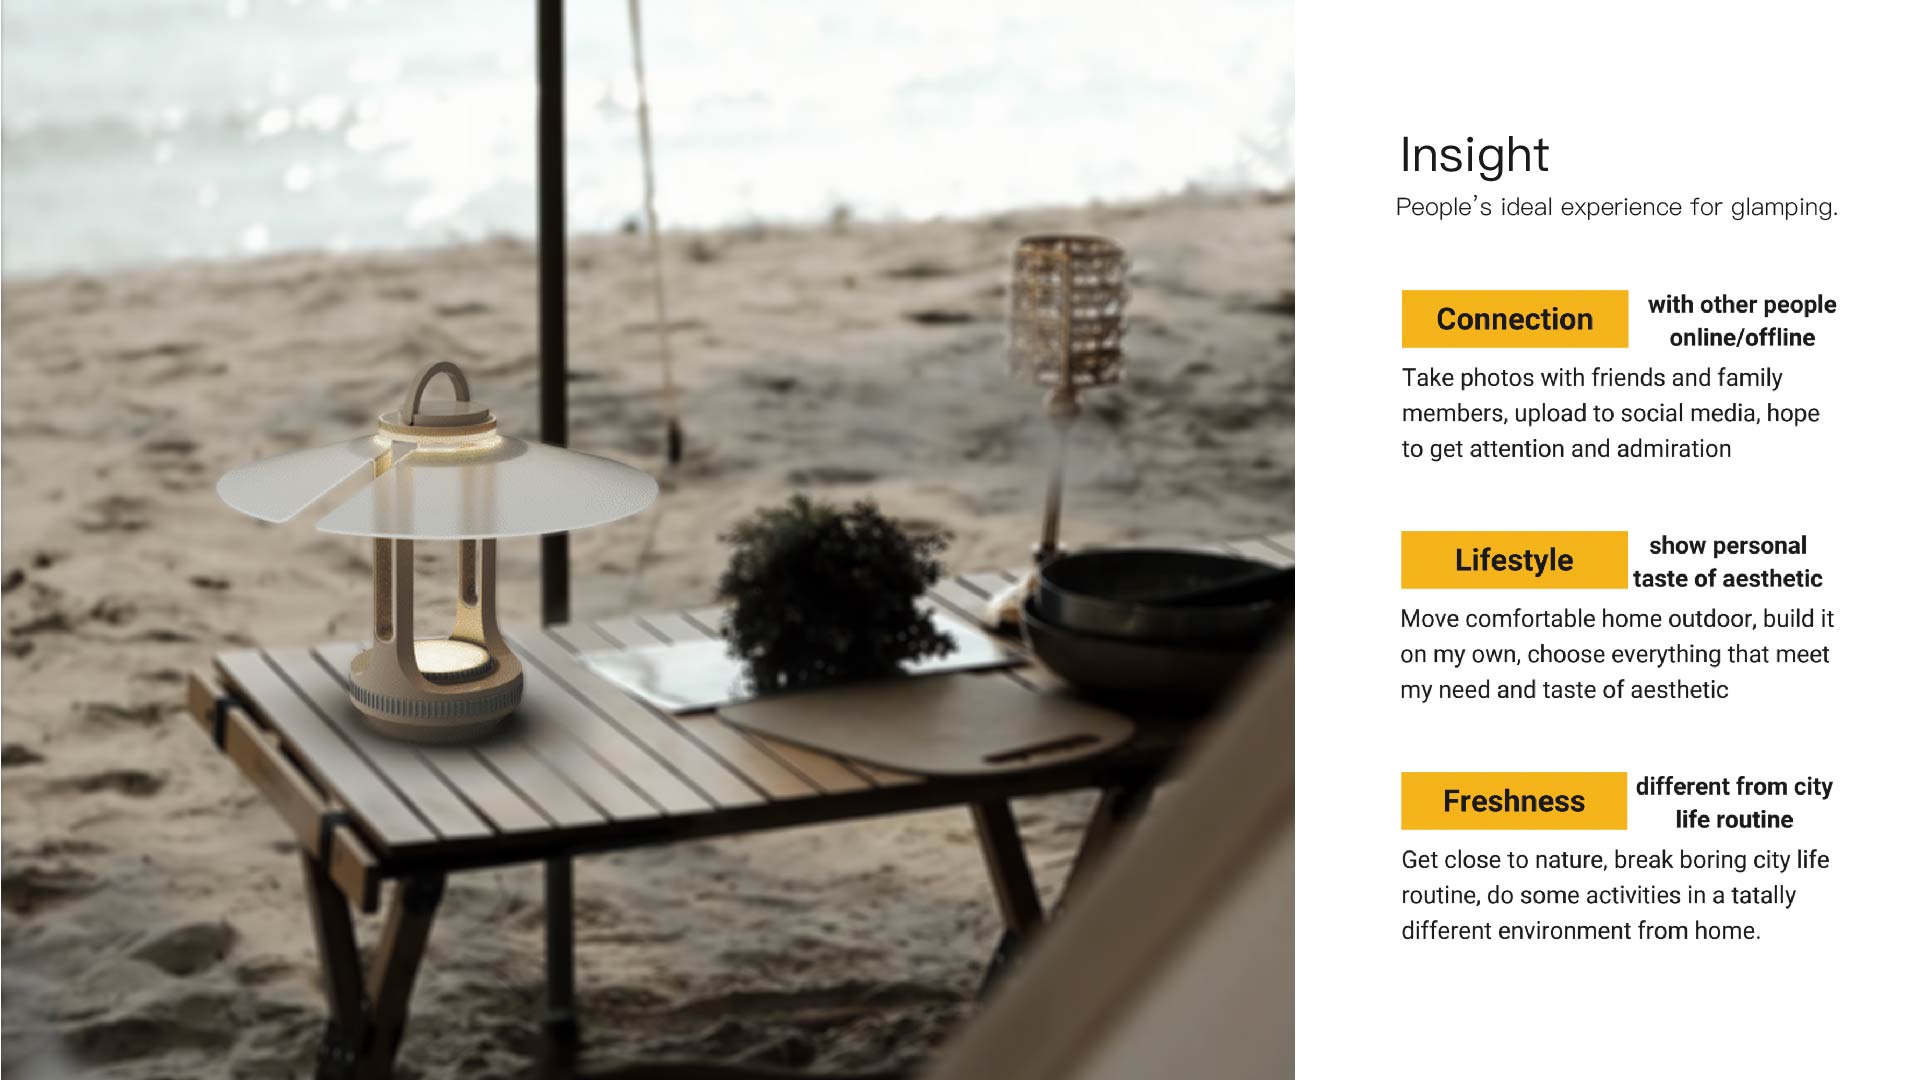 Insight
People’s ideal experience for glamping.
Connection
with other people
online/offline
Take photos with friends and family
members, upload to social media, hope
to get attention and admiration
Lifestyle
show personal
taste of aesthetic
Move comfortable home outdoor, build it
on my own, choose everything that meet
my need and taste of aesthetic
Freshness
different from city
life routine
Get close to nature, break boring city life
routine, do some activities in a tatally
different environment from home.